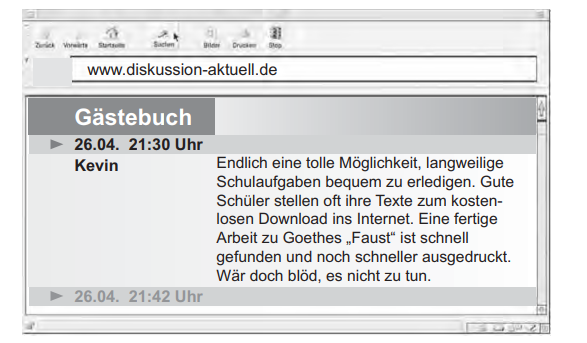 Zurück Vorwärts Startseite Suchen Bilder Drucken Stop
www.diskussion-aktuell.de
Gästebuch
26.04. 21:30 Uhr
Kevin
Endlich eine tolle Möglichkeit, langweilige
Schulaufgaben bequem zu erledigen. Gute
Schüler stellen oft ihre Texte zum kosten-
losen Download ins Internet. Eine fertige
Arbeit zu Goethes „Faust“ ist schnell
gefunden und noch schneller ausgedruckt.
Wär doch blöd, es nicht zu tun.
26.04. 21:42 Uhr